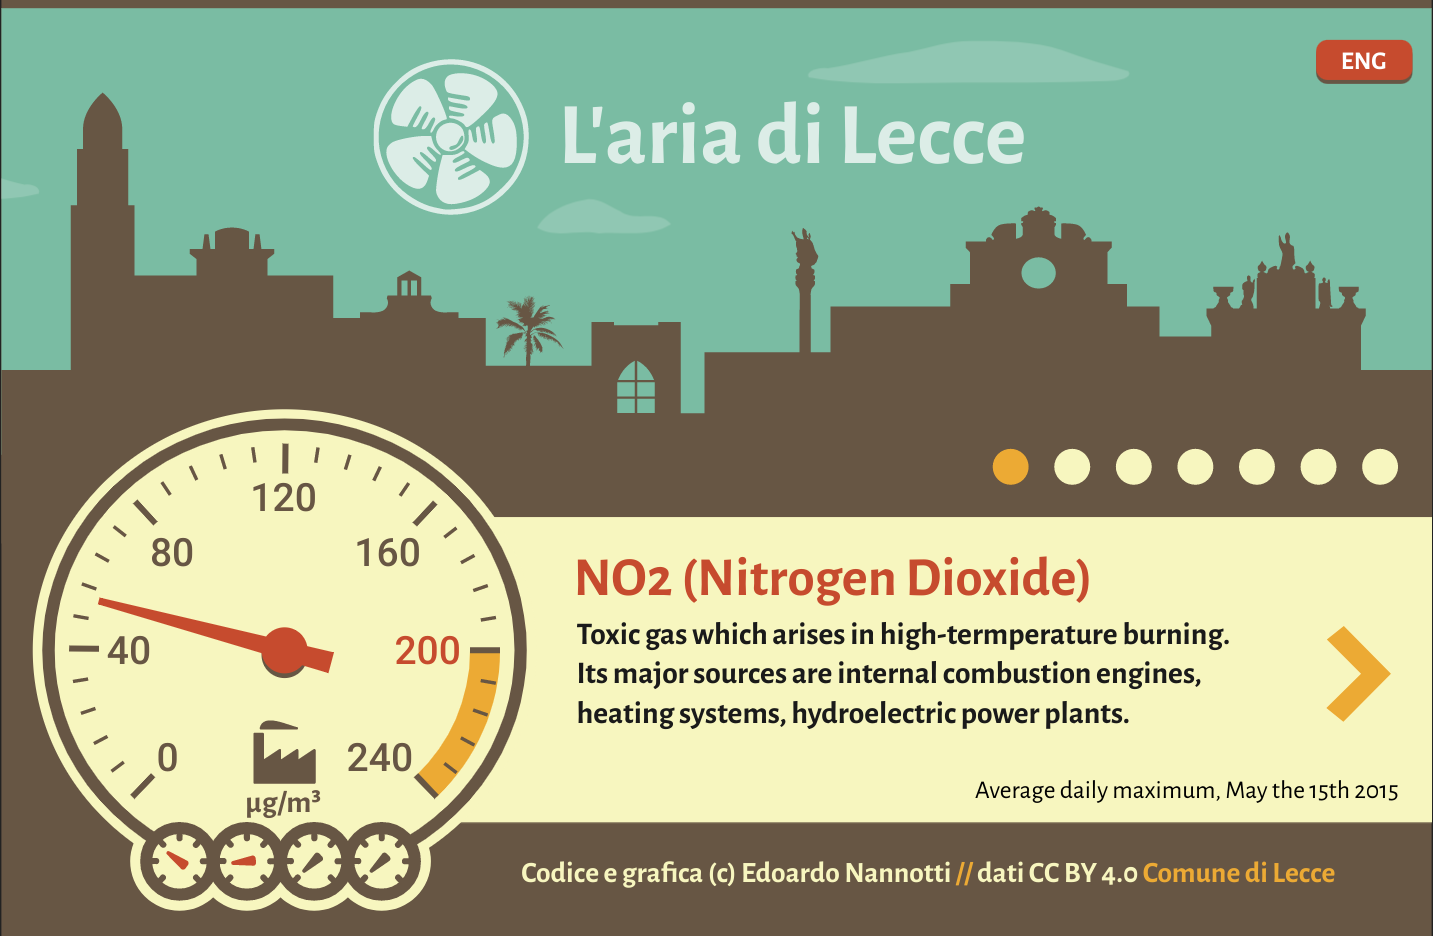 ENG
L'aria di Lecce
120
80
160
40
200
0
240
µg/m³
NO2 (Nitrogen Dioxide)
Toxic gas which arises in high-termperature burning.
Its major sources are internal combustion engines,
heating systems, hydroelectric power plants.
Average daily maximum, May the 15th 2015
Codice e grafica (c) Edoardo Nannotti // dati CC BY 4.0 Comune di Lecce